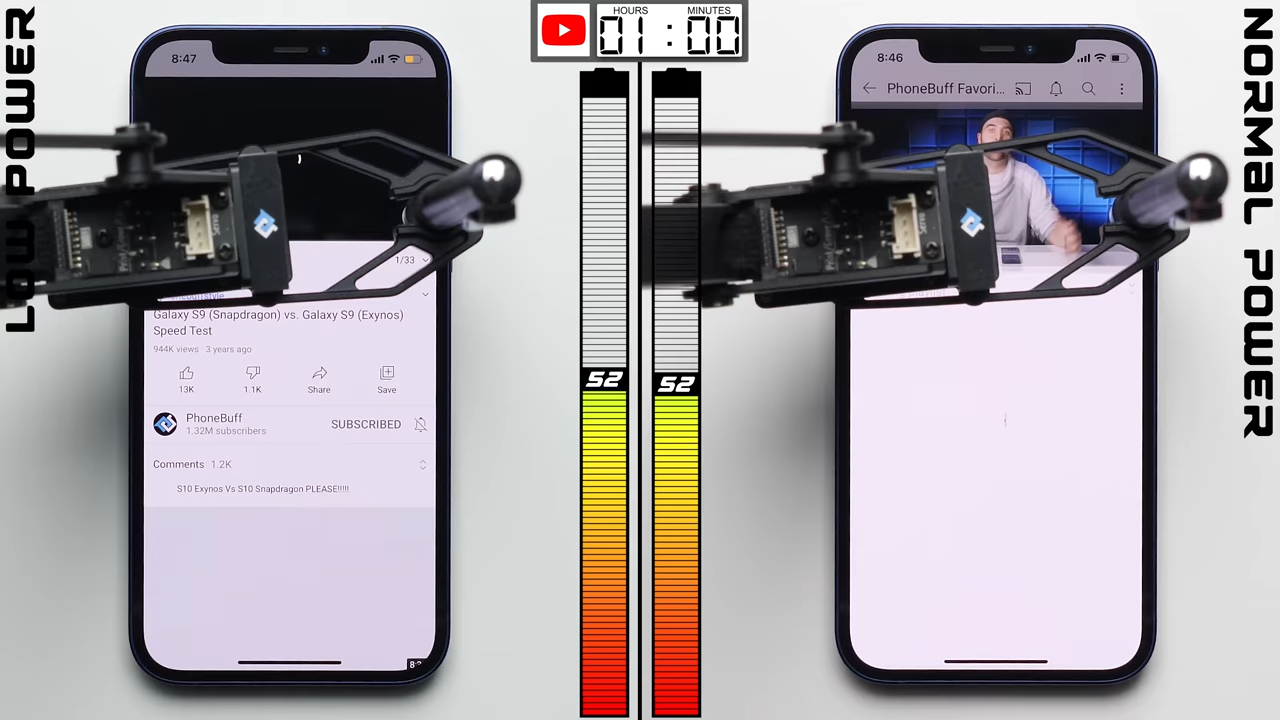 LOW POWER
HOURS MINUTES
01:00
NORMAL POWER
8:47
1/33
Galaxy S9 (Snapdragon) vs. Galaxy S9 (Exynos)
Speed Test
944K views · 3 years ago
13K 1.1K Share Save
PhoneBuff
1.32M subscribers
SUBSCRIBED
Comments 1.2K
S10 Exynos Vs S10 Snapdragon PLEASE!!!!!
52
52
8:46
PhoneBuff Favori...